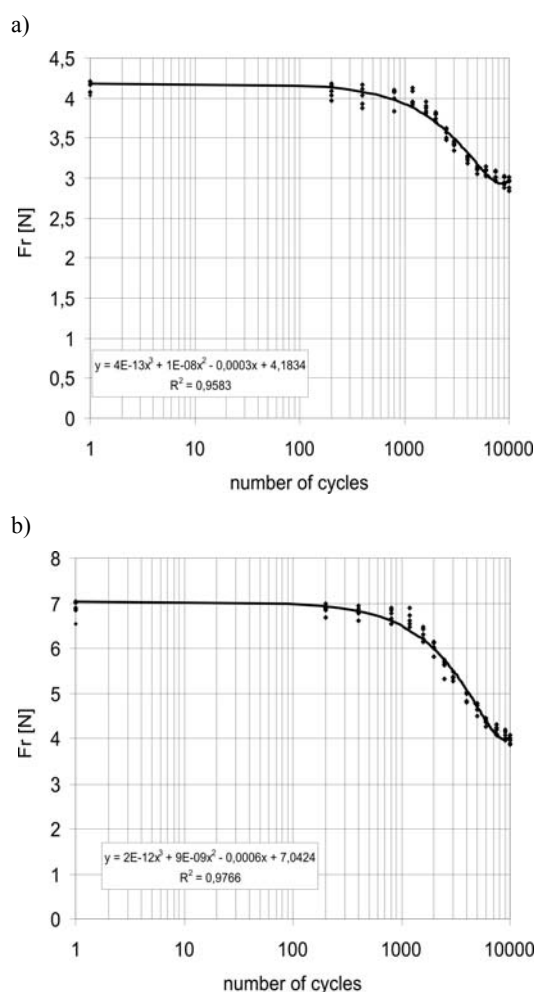 a)
4,5
4
3,5
3
2,5
2
1,5
1
0,5
0
Fr [N]
y = 4E-13x³ + 1E-08x² - 0,0003x + 4,1834
R² = 0,9583
1 10 100 1000 10000
number of cycles
b)
8
7
6
5
4
3
2
1
0
Fr [N]
y = 2E-12x³ + 9E-09x² - 0,0006x + 7,0424
R² = 0,9766
1 10 100 1000 10000
number of cycles